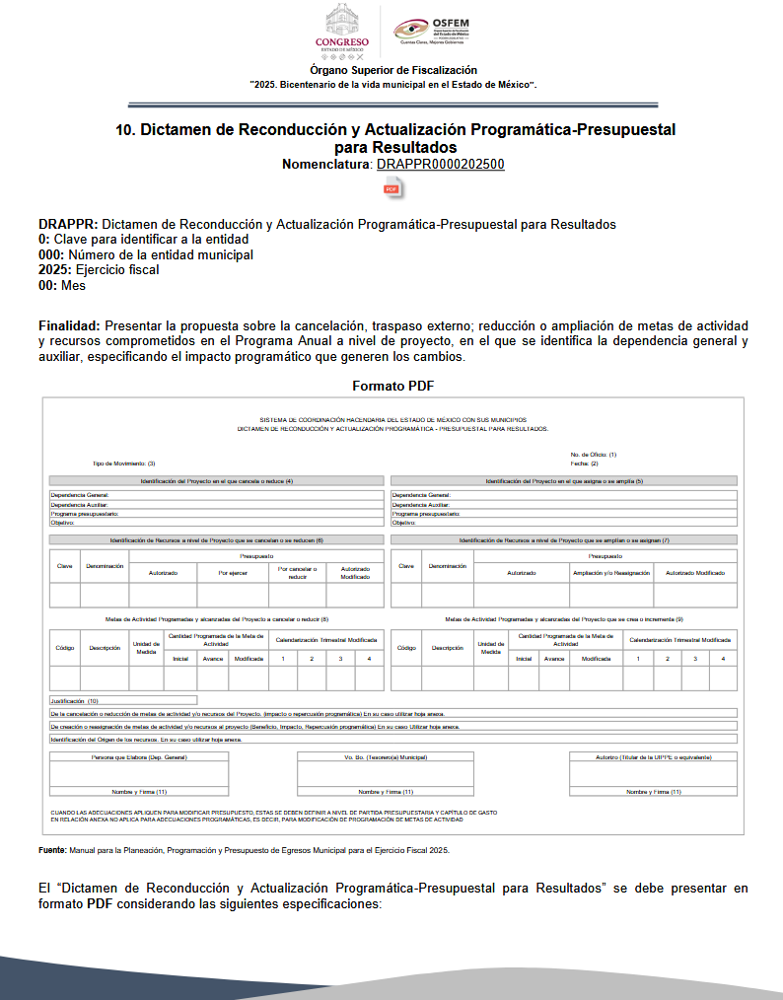 CONGRESO
ESTADO DE MÉXICO
OSFEM
Órgano Superior de Fiscalización
del Estado de México
Cuentas Claras, Mejores Gobiernos
Órgano Superior de Fiscalización
"2025. Bicentenario de la vida municipal en el Estado de México".
10. Dictamen de Reconducción y Actualización Programática-Presupuestal
para Resultados
Nomenclatura: DRAPPR0000202500
PDF
DRAPPR: Dictamen de Reconducción y Actualización Programática-Presupuestal para Resultados
0: Clave para identificar a la entidad
000: Número de la entidad municipal
2025: Ejercicio fiscal
00: Mes
Finalidad: Presentar la propuesta sobre la cancelación, traspaso externo; reducción o ampliación de metas de actividad
y recursos comprometidos en el Programa Anual a nivel de proyecto, en el que se identifica la dependencia general y
auxiliar, especificando el impacto programático que generen los cambios.
Formato PDF
SISTEMA DE COORDINACIÓN HACENDARIA DEL ESTADO DE MÉXICO CON SUS MUNICIPIOS
DICTAMEN DE RECONDUCCIÓN Y ACTUALIZACIÓN PROGRAMÁTICA - PRESUPUESTAL PARA RESULTADOS.
No. de Oficio: (1)
Tipo de Movimiento: (3) Fecha: (2)
Identificación del Proyecto en el que cancela o reduce (4) Identificación del Proyecto en el que asigna o se amplía (5)
Dependencia General: Dependencia General:
Dependencia Auxiliar: Dependencia Auxiliar:
Programa presupuestario: Programa presupuestario:
Objetivo: Objetivo:
Identificación de Recursos a nivel de Proyecto que se cancelan o se reducen (6) Identificación de Recursos a nivel de Proyecto que se amplían o se asignan (7)
Clave Denominación Presupuesto Clave Denominación Presupuesto
Autorizado Por ejercer Por cancelar o reducir Autorizado Modificado Autorizado Ampliación y/o Reasignación Autorizado Modificado
Metas de Actividad Programadas y alcanzadas del Proyecto a cancelar o reducir (8) Metas de Actividad Programadas y alcanzadas del Proyecto que se crea o incrementa (9)
Código Descripción Unidad de Medida Cantidad Programada de la Meta de Actividad Calendarización Trimestral Modificada Código Descripción Unidad de Medida Cantidad Programada de la Meta de Actividad Calendarización Trimestral Modificada
Inicial Avance Modificada 1 2 3 4 Inicial Avance Modificada 1 2 3 4
Justificación (10)
De la cancelación o reducción de metas de actividad y/o recursos del Proyecto. (Impacto o repercusión programática) En su caso utilizar hoja anexa.
De creación o reasignación de metas de actividad y/o recursos al proyecto (Beneficio, Impacto, Repercusión programática) En su caso Utilizar hoja anexa.
Identificación del Origen de los recursos. En su caso utilizar hoja anexa.
Persona que Elabora (Dep. General) Vo. Bo. (Tesorero(a) Municipal) Autorizo (Titular de la UIPPE o equivalente)
Nombre y Firma (11) Nombre y Firma (11) Nombre y Firma (11)
CUANDO LAS ADECUACIONES APLIQUEN PARA MODIFICAR PRESUPUESTO, ESTAS SE DEBEN DEFINIR A NIVEL DE PARTIDA PRESUPUESTARIA Y CAPÍTULO DE GASTO
EN RELACIÓN ANEXA NO APLICA PARA ADECUACIONES PROGRAMÁTICAS, ES DECIR, PARA MODIFICACIÓN DE PROGRAMACIÓN DE METAS DE ACTIVIDAD
Fuente: Manual para la Planeación, Programación y Presupuesto de Egresos Municipal para el Ejercicio Fiscal 2025.
El “Dictamen de Reconducción y Actualización Programática-Presupuestal para Resultados” se debe presentar en
formato PDF considerando las siguientes especificaciones: